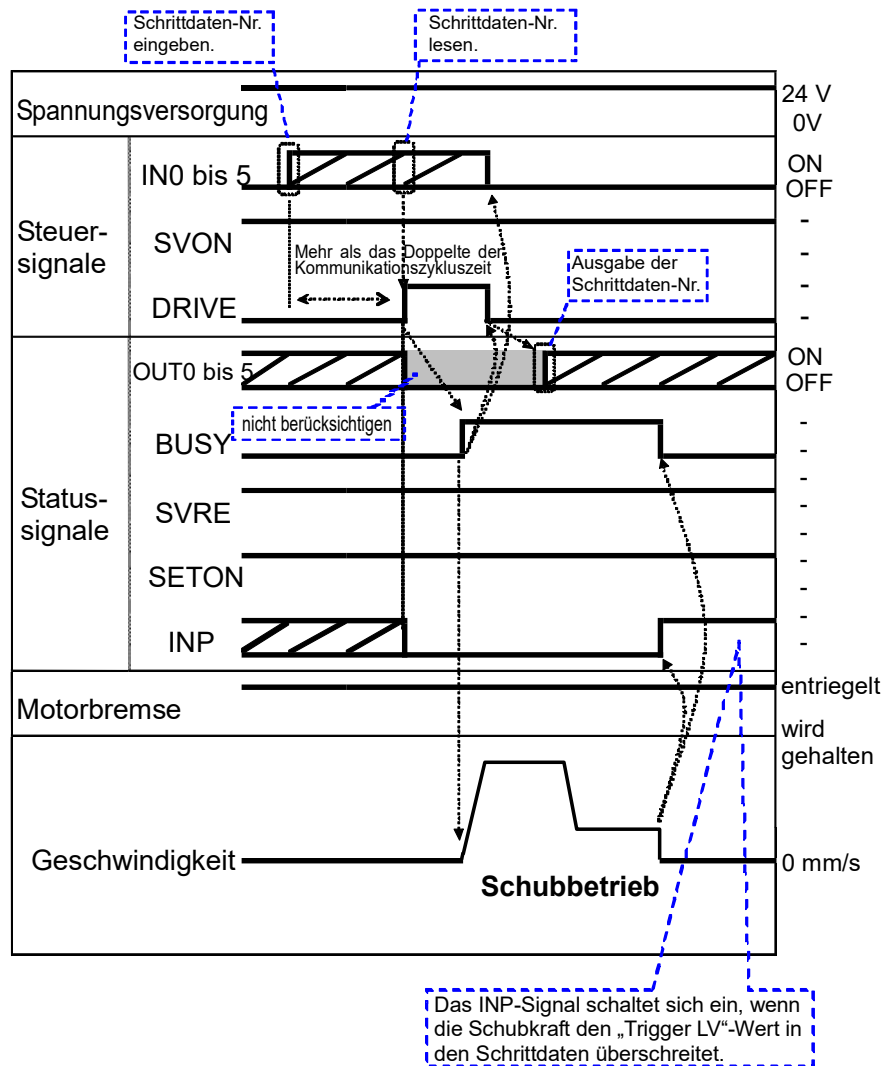 Schrittdaten-Nr.
eingeben.
Schrittdaten-Nr.
lesen.
Spannungsversorgung
24 V
0V
Steuer-
signale
IN0 bis 5
ON
OFF
SVON
-
-
Mehr als das Doppelte der
Kommunikationszykluszeit
Ausgabe der
Schrittdaten-Nr.
DRIVE
-
-
Status-
signale
OUT0 bis 5
ON
OFF
nicht berücksichtigen
BUSY
-
-
SVRE
-
-
SETON
-
-
INP
-
-
-
Motorbremse
entriegelt
wird
gehalten
Geschwindigkeit
0 mm/s
Schubbetrieb
Das INP-Signal schaltet sich ein, wenn
die Schubkraft den „Trigger LV“-Wert in
den Schrittdaten überschreitet.